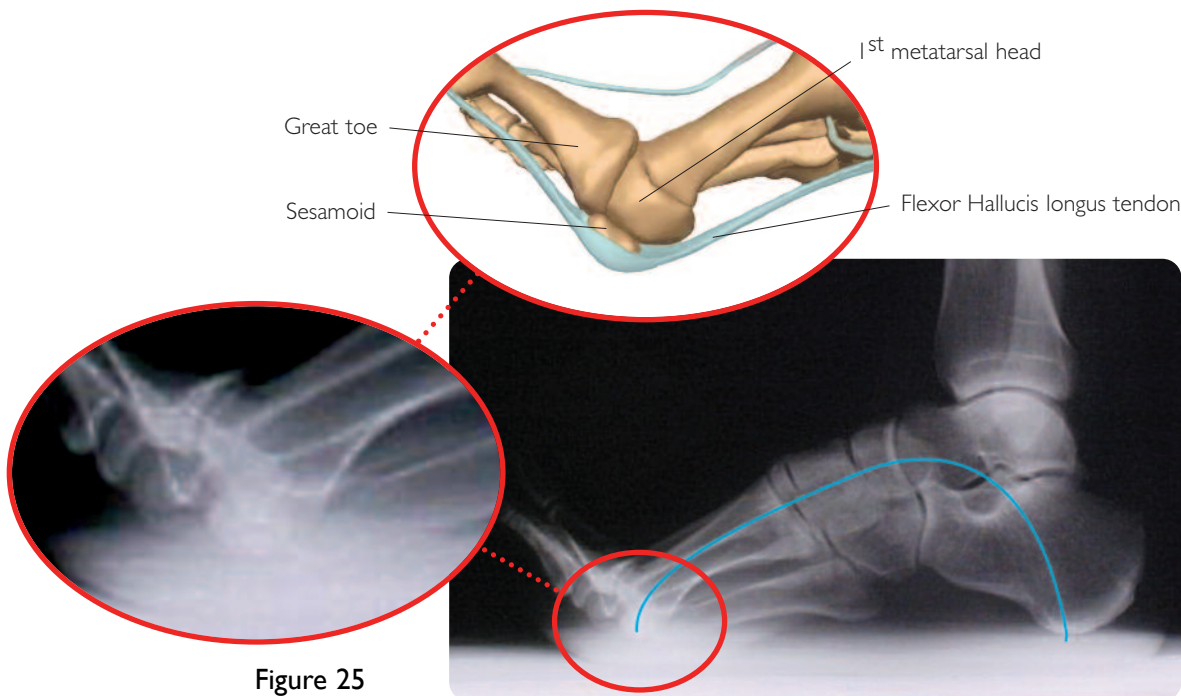 1st metatarsal head
Great toe
Sesamoid
Flexor Hallucis longus tendon
Figure 25